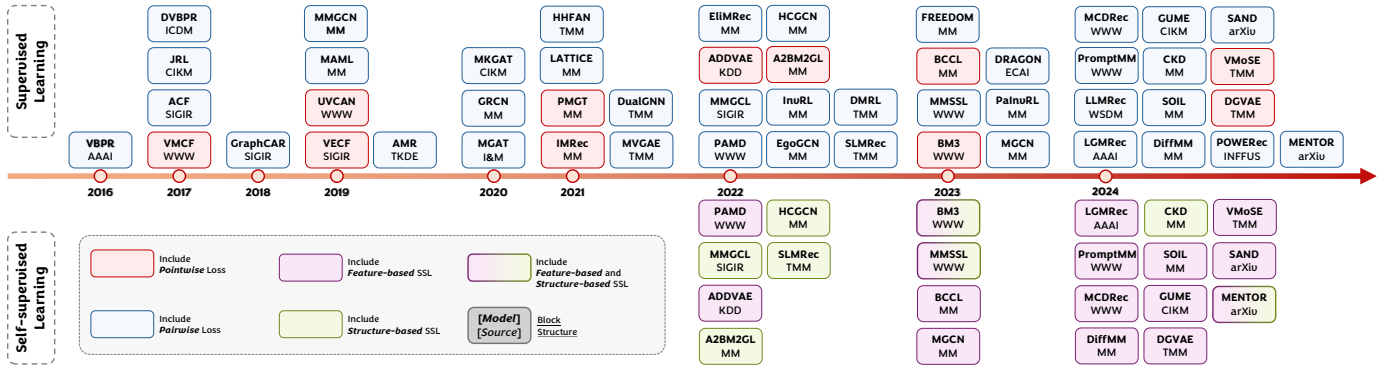 Supervised
Learning
VBPR
AAAI
2016
DVBPR
ICDM
JRL
CIKM
ACF
SIGIR
VMCF
WWW
2017
GraphCAR
SIGIR
2018
MMGCN
MM
MAML
MM
UVCAN
WWW
VECF
SIGIR
2019
AMR
TKDE
MKGAT
CIKM
GRCN
MM
MGAT
I&M
2020
HHFAN
TMM
LATTICE
MM
PMGT
MM
IMRec
MM
2021
DualGNN
TMM
MVGAE
TMM
EliMRec
MM
ADDVAE
KDD
MMGCL
SIGIR
PAMD
WWW
2022
HCGCN
MM
A2BM2GL
MM
InvRL
MM
EgoGCN
MM
DMRL
TMM
SLMRec
TMM
FREEDOM
MM
BCCL
MM
MMSSL
WWW
BM3
WWW
2023
DRAGON
ECAI
PaInvRL
MM
MGCN
MM
MCDRec
WWW
PromptMM
WWW
LLMRec
WSDM
LGMRec
AAAI
2024
GUME
CIKM
CKD
MM
SOIL
MM
DiffMM
MM
SAND
arXiv
VMoSE
TMM
DGVAE
TMM
POWERec
INFFUS
MENTOR
arXiv
Self-supervised
Learning
Include
Pointwise Loss
Include
Pairwise Loss
Include
Feature-based SSL
Include
Structure-based SSL
Include
Feature-based and
Structure-based SSL
[Model]
[Source]
Block
Structure
PAMD
WWW
MMGCL
SIGIR
ADDVAE
KDD
A2BM2GL
MM
HCGCN
MM
SLMRec
TMM
BM3
WWW
MMSSL
WWW
BCCL
MM
MGCN
MM
LGMRec
AAAI
PromptMM
WWW
MCDRec
WWW
DiffMM
MM
CKD
MM
SOIL
MM
GUME
CIKM
DGVAE
TMM
VMoSE
TMM
SAND
arXiv
MENTOR
arXiv